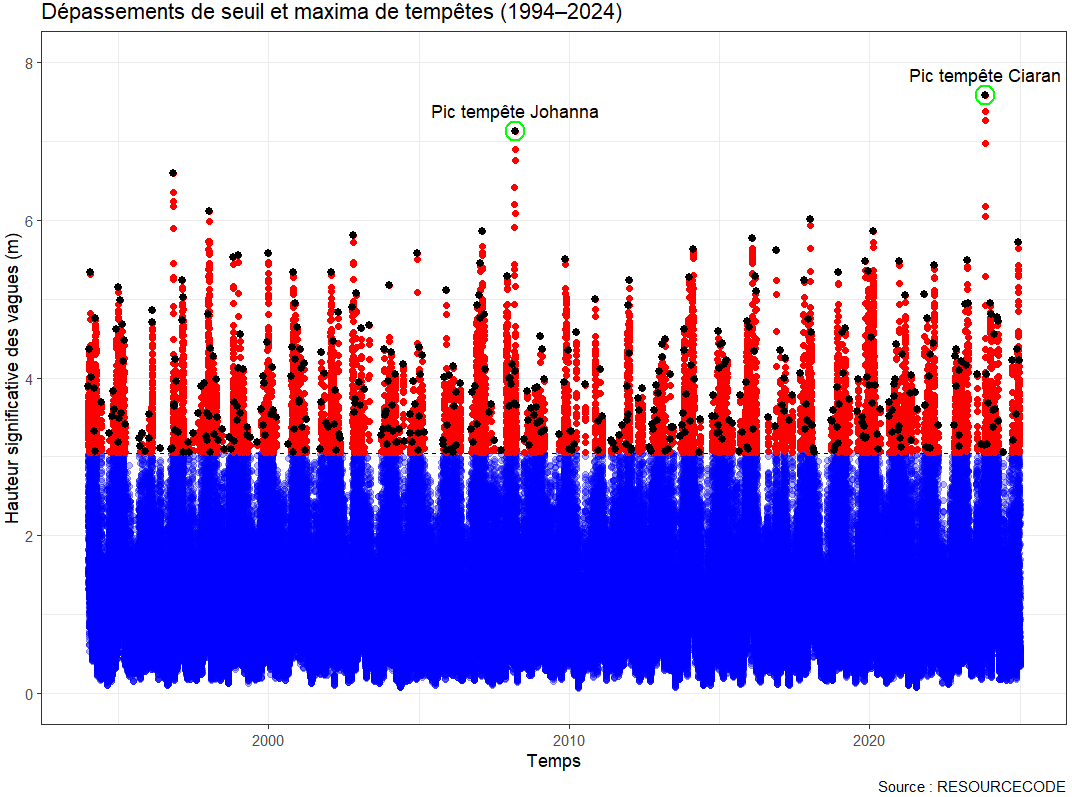 Dépassements de seuil et maxima de tempêtes (1994–2024)
8
Pic tempête Ciaran
Pic tempête Johanna
6
4
2
0
Hauteur significative des vagues (m)
2000
2010
2020
Temps
Source : RESOURCECODE